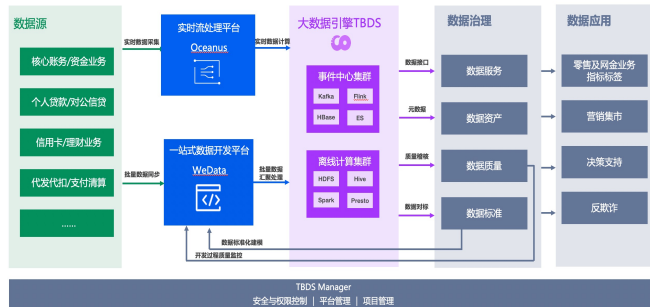 数据源
核心账务/资金业务
个人贷款/对公信贷
信用卡/理财业务
代发代扣/支付清算
......
实时数据采集
批量数据同步
实时流处理平台
Oceanus
一站式数据开发平台
WeData
实时数据计算
批量数据
汇聚处理
大数据引擎TBDS
事件中心集群
Kafka
Flink
HBase
ES
离线计算集群
HDFS
Hive
Spark
Presto
数据接口
元数据
质量稽核
数据对标
数据治理
数据服务
数据资产
数据质量
数据标准
数据标准化建模
开发过程质量监控
数据应用
零售及网金业务
指标标签
营销集市
决策支持
反欺诈
TBDS Manager
安全与权限控制 | 平台管理 | 项目管理